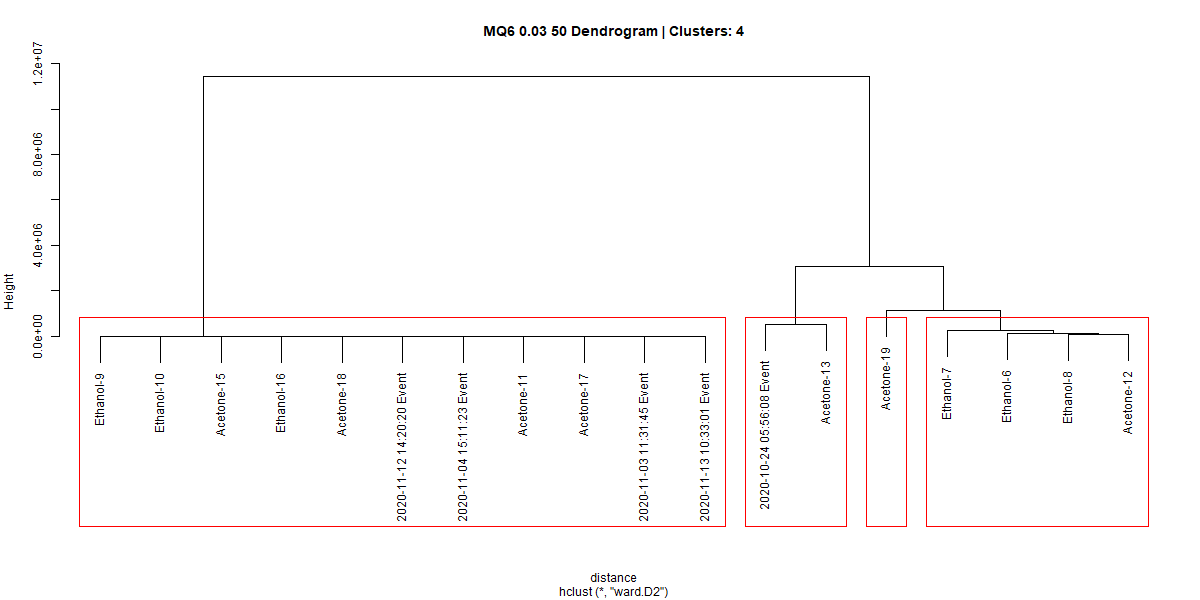 MQ6 0.03 50 Dendrogram | Clusters: 4
Height
1.2e+07
8.0e+06
4.0e+06
0.0e+00
Ethanol-9
Ethanol-10
Acetone-15
Ethanol-16
Acetone-18
2020-11-12 14:20:20 Event
2020-11-04 15:11:23 Event
Acetone-11
Acetone-17
2020-11-03 11:31:45 Event
2020-11-13 10:33:01 Event
2020-10-24 05:56:08 Event
Acetone-13
Acetone-19
Ethanol-7
Ethanol-6
Ethanol-8
Acetone-12
distance
hclust (*, "ward.D2")